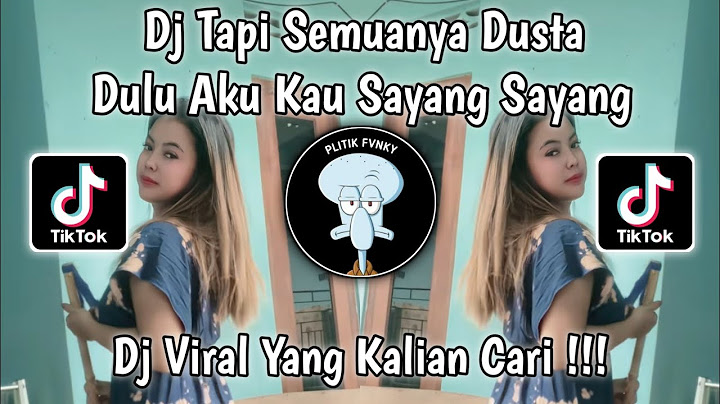 Dj Tapi Semuanya Dusta
Dulu Aku Kau Sayang Sayang
PLITIK FVNKY
TikTok
TikTok
Dj Viral Yang Kalian Cari !!!